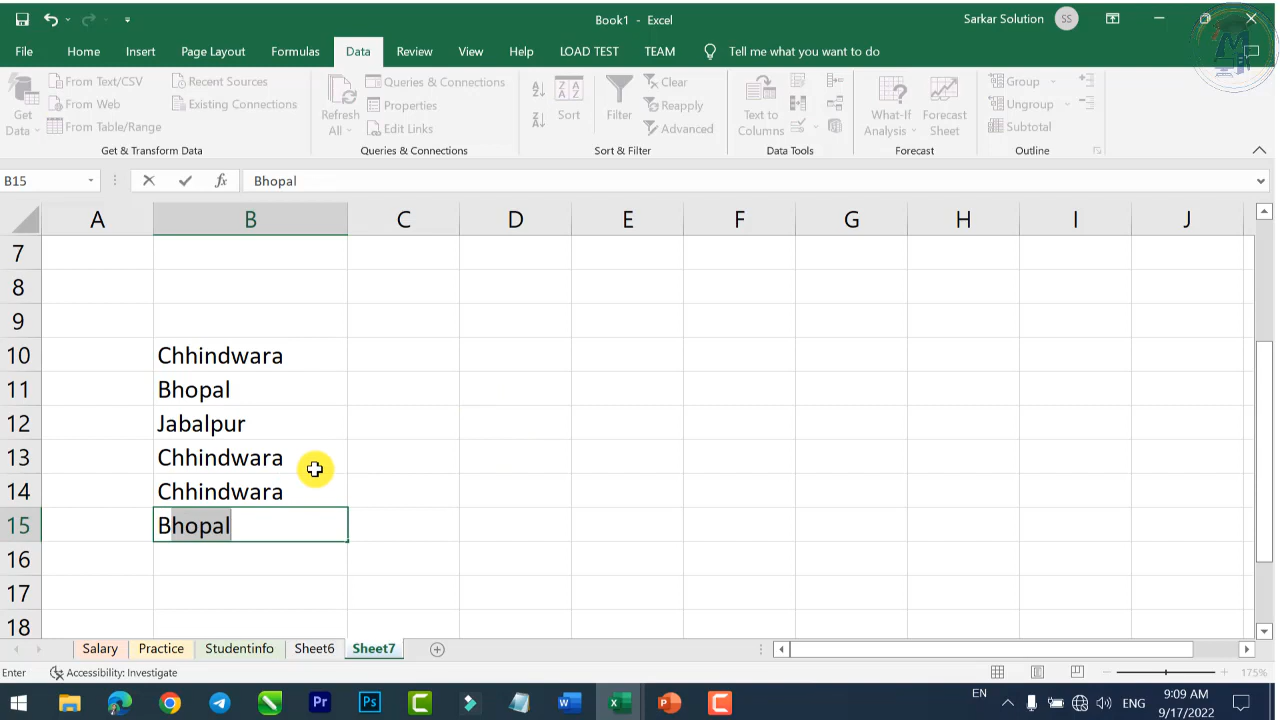 Book1 - Excel
Sarkar Solution SS
File Home Insert Page Layout Formulas Data Review View Help LOAD TEST TEAM Tell me what you want to do
Get Data
From Text/CSV
From Web
From Table/Range
Recent Sources
Existing Connections
Get & Transform Data
Refresh All
Queries & Connections
Properties
Edit Links
Queries & Connections
Sort
Filter
Clear
Reapply
Advanced
Sort & Filter
Text to Columns
Data Tools
What-If Analysis
Forecast Sheet
Forecast
Group
Ungroup
Subtotal
Outline
B15 fx Bhopal
A B C D E F G H I J
7
8
9
10 Chhindwara
11 Bhopal
12 Jabalpur
13 Chhindwara
14 Chhindwara
15 Bhopal
16
17
18
Salary Practice Studentinfo Sheet6 Sheet7
Enter Accessibility: Investigate 175%
Pr Ps EN ENG 9:09 AM
9/17/2022